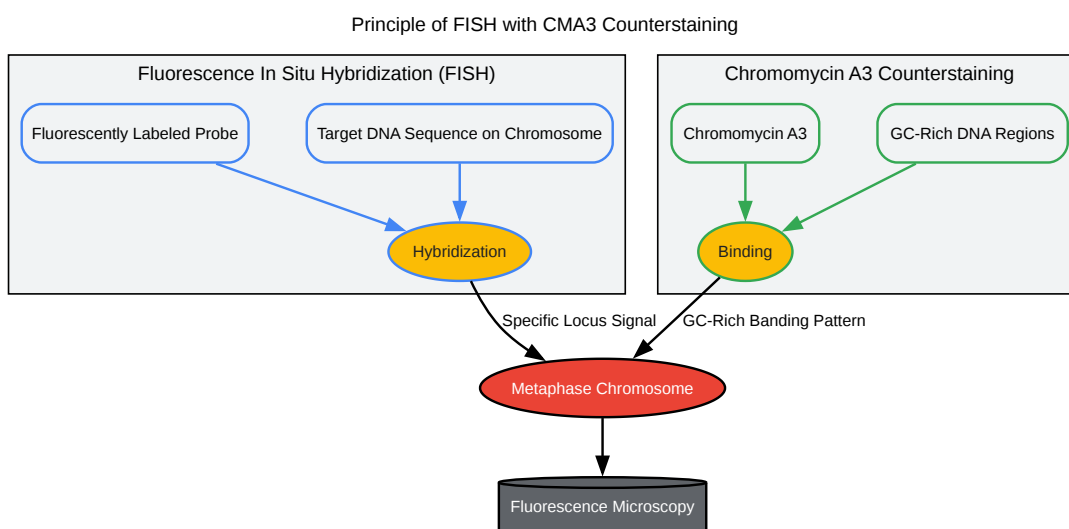 Principle of FISH with CMA3 Counterstaining
Fluorescence In Situ Hybridization (FISH)
Chromomycin A3 Counterstaining
Fluorescently Labeled Probe
Target DNA Sequence on Chromosome
Chromomycin A3
GC-Rich DNA Regions
Hybridization
Binding
Specific Locus Signal
GC-Rich Banding Pattern
Metaphase Chromosome
Fluorescence Microscopy